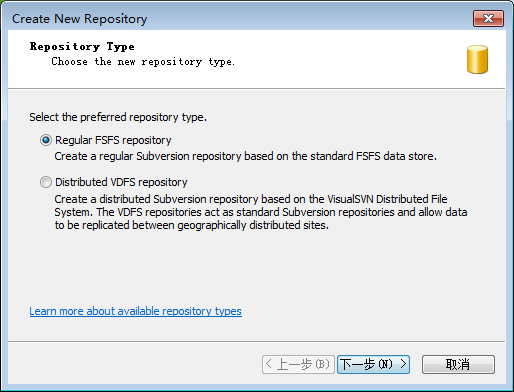 Create New Repository
Repository Type
Choose the new repository type.
Select the preferred repository type.
Regular FSFS repository
Create a regular Subversion repository based on the standard FSFS data store.
Distributed VDFS repository
Create a distributed Subversion repository based on the VisualSVN Distributed File
System. The VDFS repositories act as standard Subversion repositories and allow data
to be replicated between geographically distributed sites.
Learn more about available repository types
< 上一步(B) 下一步(N) > 取消